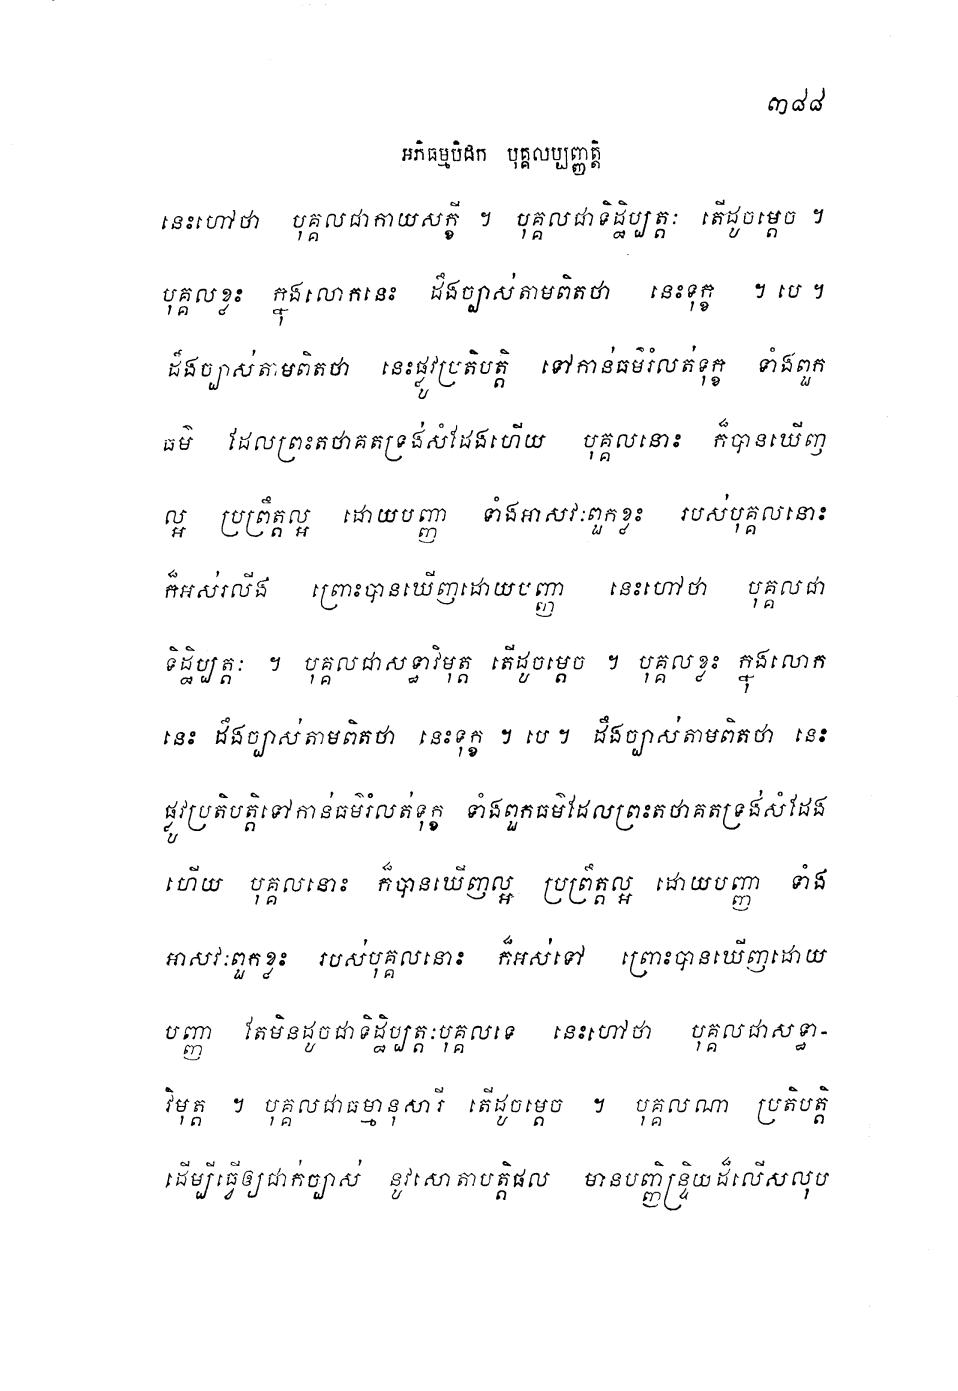 ៣៨៨
អភិធម្មបិដក បុគ្គលប្បញ្ញត្តិ
នេះហៅថា បុគ្គលជាកាយសក្ខី ។ បុគ្គលជាទិដ្ឋិប្បត្តៈ តើដូចម្តេច ។
បុគ្គលខ្លះ ក្នុងលោកនេះ ដឹងច្បាស់តាមពិតថា នេះទុក្ខ ។ បេ ។
ដឹងច្បាស់តាមពិតថា នេះផ្លូវប្រតិបត្តិ ទៅកាន់ធម៌រំលត់ទុក្ខ ទាំងពួក
ធម៌ ដែលព្រះតថាគតទ្រង់សំដែងហើយ បុគ្គលនោះ ក៏បានឃើញ
ល្អ ប្រព្រឹត្តល្អ ដោយបញ្ញា ទាំងអាសវៈពួកខ្លះ របស់បុគ្គលនោះ
ក៏អស់រលីង ព្រោះបានឃើញដោយបញ្ញា នេះហៅថា បុគ្គលជា
ទិដ្ឋិប្បត្តៈ ។ បុគ្គលជាសទ្ធាវិមុត្ត តើដូចម្តេច ។ បុគ្គលខ្លះ ក្នុងលោក
នេះ ដឹងច្បាស់តាមពិតថា នេះទុក្ខ ។ បេ ។ ដឹងច្បាស់តាមពិតថា នេះ
ផ្លូវប្រតិបត្តិទៅកាន់ធម៌រំលត់ទុក្ខ ទាំងពួកធម៌ដែលព្រះតថាគតទ្រង់សំដែង
ហើយ បុគ្គលនោះ ក៏បានឃើញល្អ ប្រព្រឹត្តល្អ ដោយបញ្ញា ទាំង
អាសវៈពួកខ្លះ របស់បុគ្គលនោះ ក៏អស់ទៅ ព្រោះបានឃើញដោយ
បញ្ញា តែមិនដូចជាទិដ្ឋិប្បត្តៈបុគ្គលទេ នេះហៅថា បុគ្គលជាសទ្ធា-
វិមុត្ត ។ បុគ្គលជាធម្មានុសារី តើដូចម្តេច ។ បុគ្គលណា ប្រតិបត្តិ
ដើម្បីធ្វើឲ្យជាក់ច្បាស់ នូវសោតាបត្តិផល មានបញ្ញិន្ទ្រិយដ៏លើសលុប